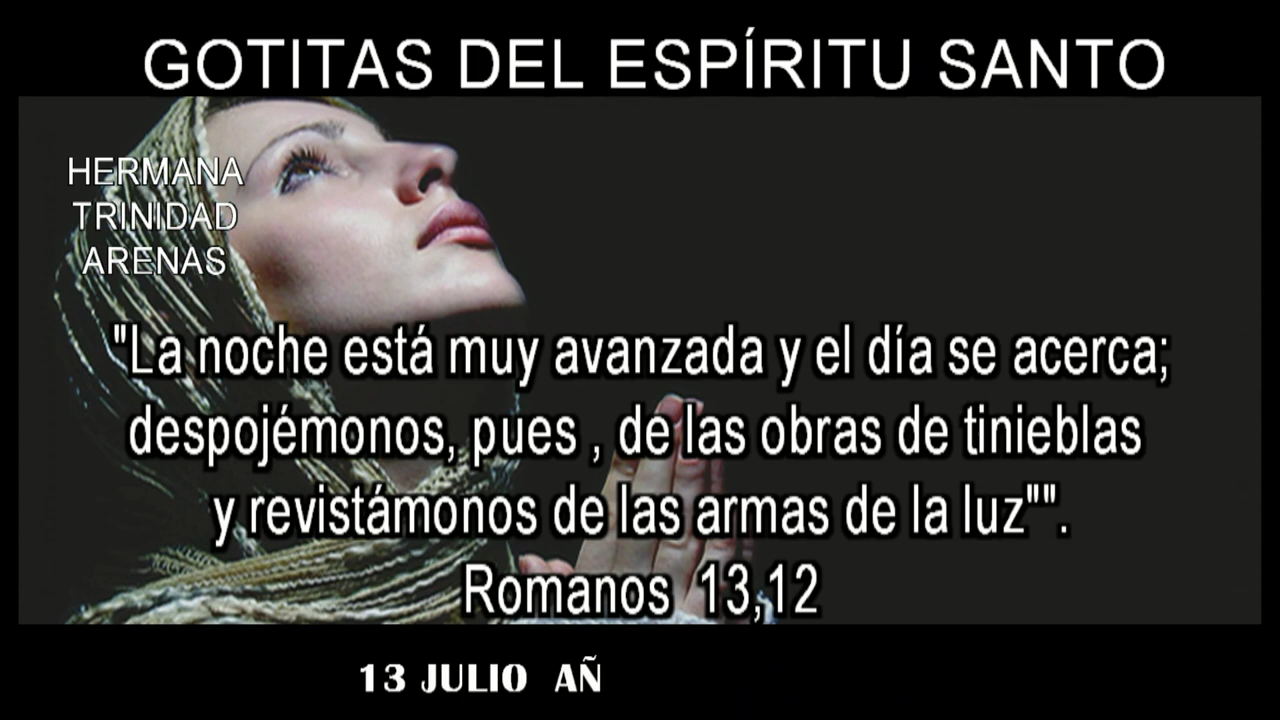 GOTITAS DEL ESPÍRITU SANTO
HERMANA
TRINIDAD
ARENAS
"La noche está muy avanzada y el día se acerca;
despojémonos, pues , de las obras de tinieblas
y revistámonos de las armas de la luz"".
Romanos 13,12
13 JULIO AÑ